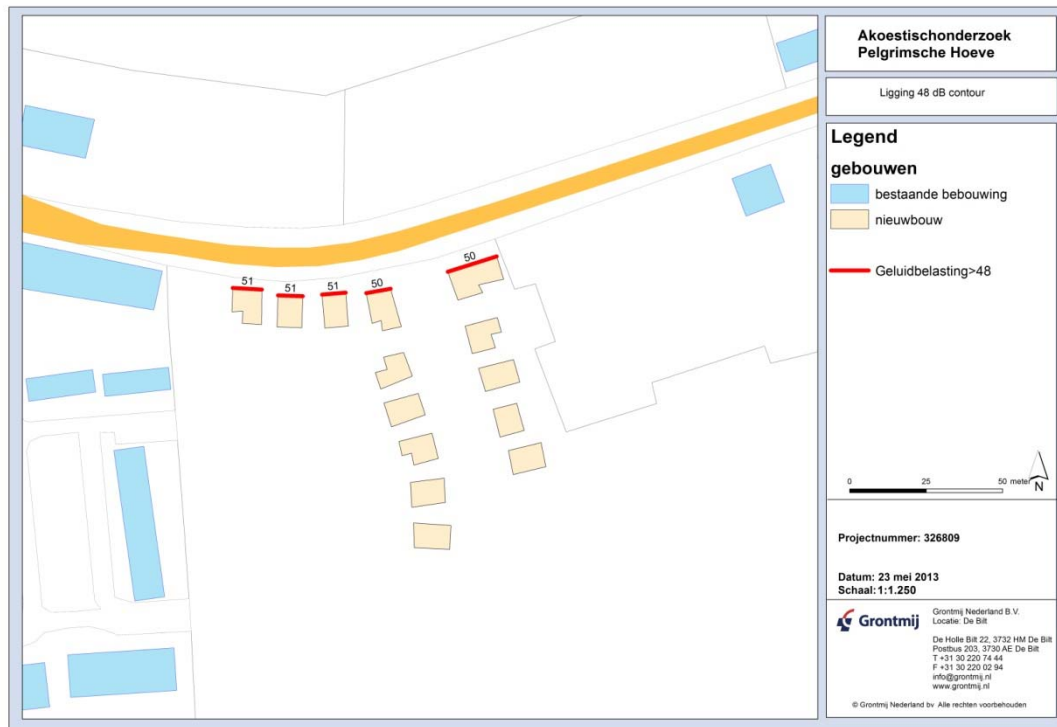 Akoestischonderzoek
Pelgrimsche Hoeve
Ligging 48 dB contour
Legend
gebouwen
bestaande bebouwing
nieuwbouw
Geluidbelasting>48
51
51
51
50
50
0 25 50 meter
N
Projectnummer: 326809
Datum: 23 mei 2013
Schaal:1:1.250
Grontmij
Grontmij Nederland B.V.
Locatie: De Bilt
De Holle Bilt 22, 3732 HM De Bilt
Postbus 203, 3730 AE De Bilt
T +31 30 220 74 44
F +31 30 220 02 94
info@grontmij.nl
www.grontmij.nl
© Grontmij Nederland bv Alle rechten voorbehouden